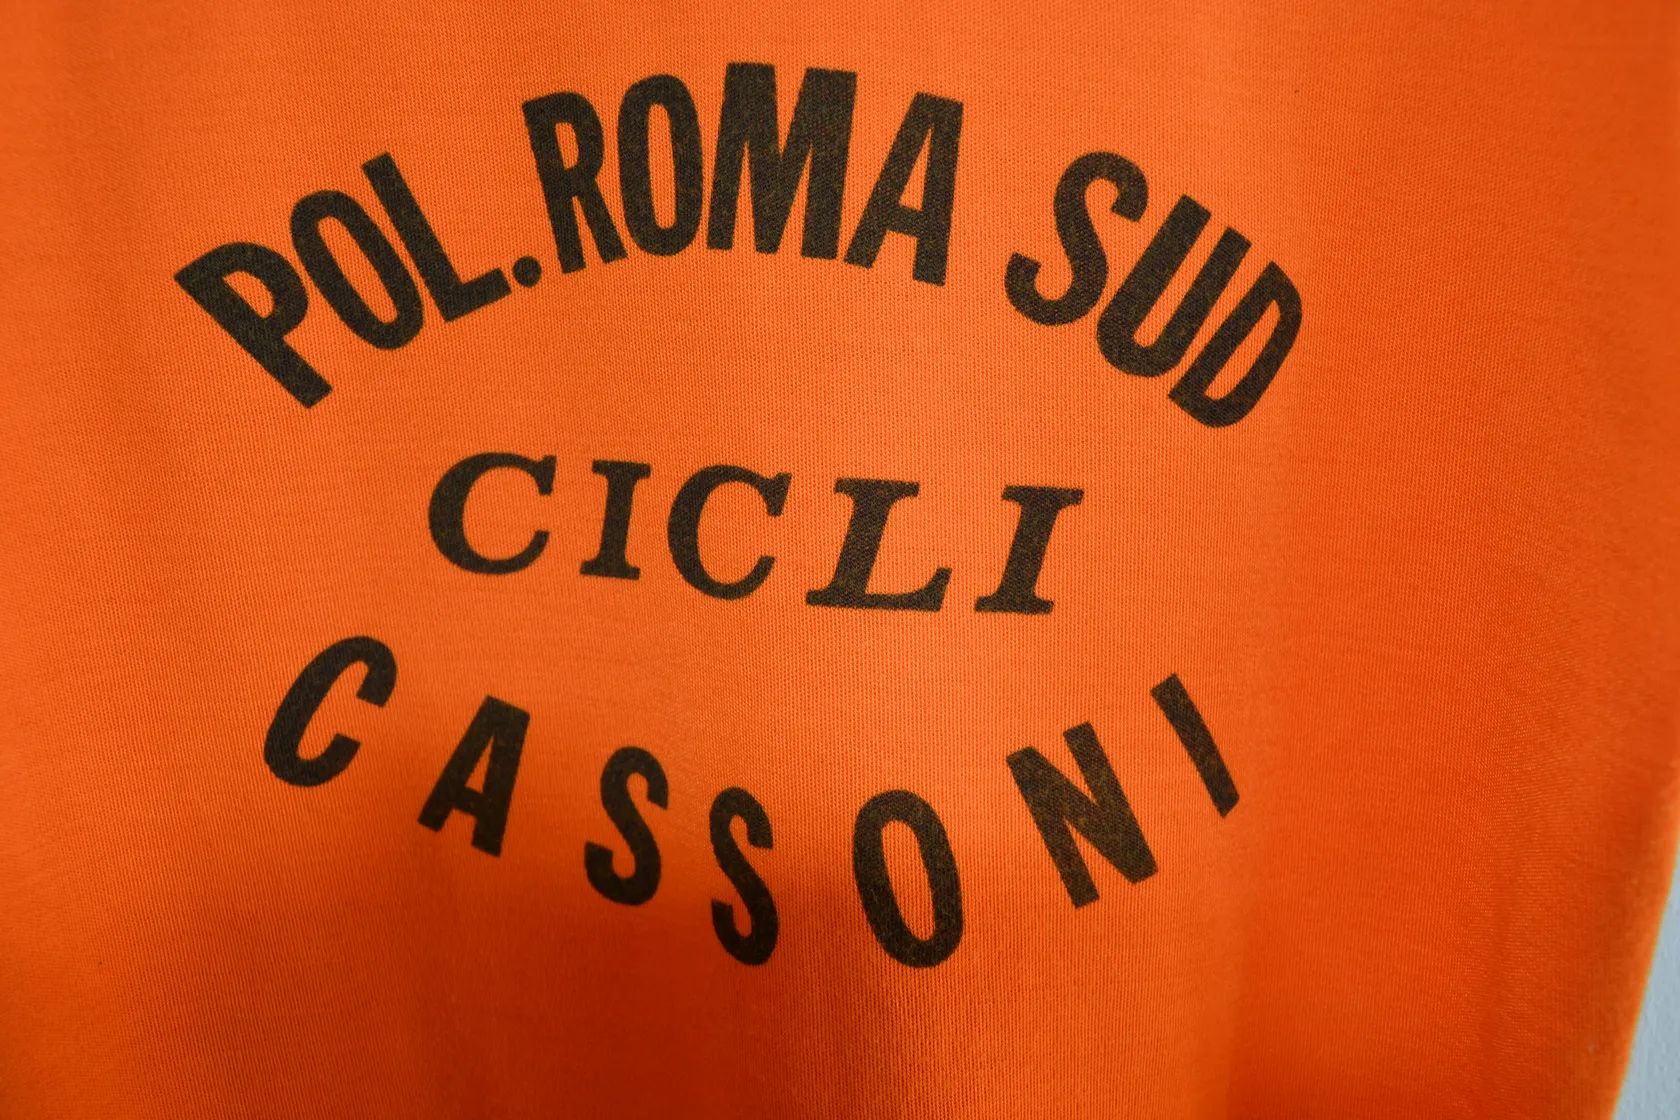 POL. ROMA SUD
CICLI
CASSONI